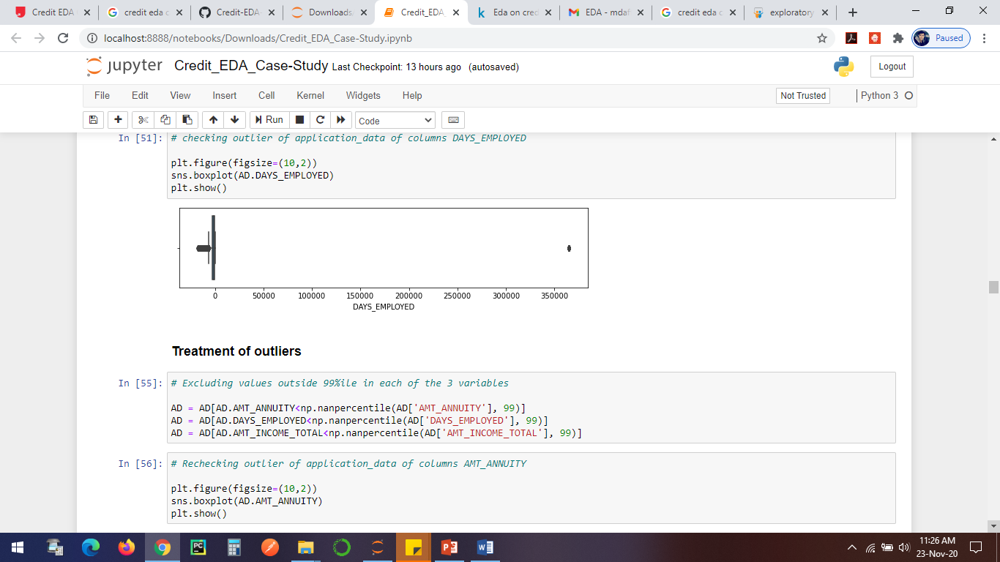 Credit EDA
credit eda c
Credit-EDA
Downloads
Credit_EDA
Eda on cred
EDA - mdaf
credit eda c
exploratory
localhost:8888/notebooks/Downloads/Credit_EDA_Case-Study.ipynb
Paused
jupyter Credit_EDA_Case-Study Last Checkpoint: 13 hours ago (autosaved)
Logout
File Edit View Insert Cell Kernel Widgets Help
Not Trusted
Python 3
Run
Code
In [51]: # checking outlier of application_data of columns DAYS_EMPLOYED
plt.figure(figsize=(10,2))
sns.boxplot(AD.DAYS_EMPLOYED)
plt.show()
0 50000 100000 150000 200000 250000 300000 350000
DAYS_EMPLOYED
Treatment of outliers
In [55]: # Excluding values outside 99%ile in each of the 3 variables
AD = AD[AD.AMT_ANNUITY<np.nanpercentile(AD['AMT_ANNUITY'], 99)]
AD = AD[AD.DAYS_EMPLOYED<np.nanpercentile(AD['DAYS_EMPLOYED'], 99)]
AD = AD[AD.AMT_INCOME_TOTAL<np.nanpercentile(AD['AMT_INCOME_TOTAL'], 99)]
In [56]: # Rechecking outlier of application_data of columns AMT_ANNUITY
plt.figure(figsize=(10,2))
sns.boxplot(AD.AMT_ANNUITY)
plt.show()
11:26 AM
23-Nov-20